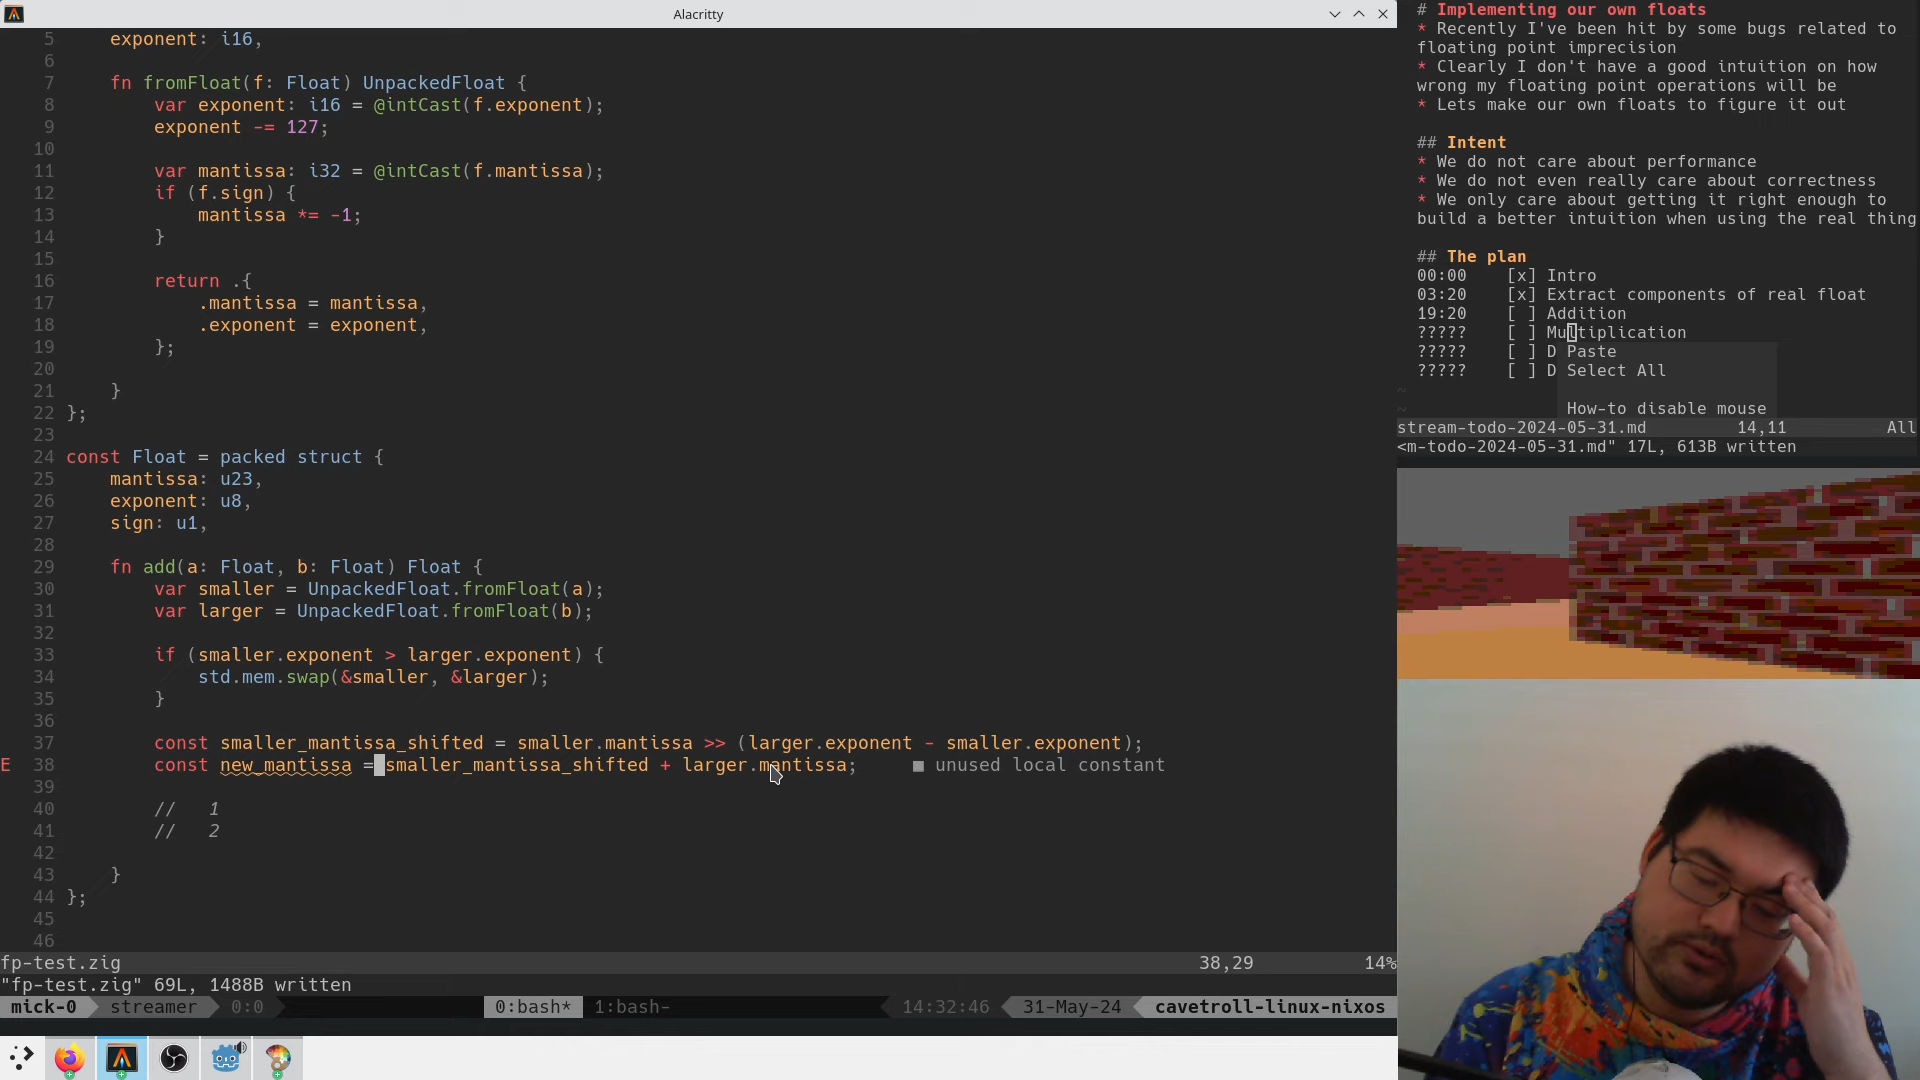 Alacritty
5 exponent: i16,
6
7 fn fromFloat(f: Float) UnpackedFloat {
8 var exponent: i16 = @intCast(f.exponent);
9 exponent -= 127;
10
11 var mantissa: i32 = @intCast(f.mantissa);
12 if (f.sign) {
13 mantissa *= -1;
14 }
15
16 return .{
17 .mantissa = mantissa,
18 .exponent = exponent,
19 };
20
21 }
22 };
23
24 const Float = packed struct {
25 mantissa: u23,
26 exponent: u8,
27 sign: u1,
28
29 fn add(a: Float, b: Float) Float {
30 var smaller = UnpackedFloat.fromFloat(a);
31 var larger = UnpackedFloat.fromFloat(b);
32
33 if (smaller.exponent > larger.exponent) {
34 std.mem.swap(&smaller, &larger);
35 }
36
37 const smaller_mantissa_shifted = smaller.mantissa >> (larger.exponent - smaller.exponent);
E 38 const new_mantissa = smaller_mantissa_shifted + larger.mantissa; ■ unused local constant
39
40 // 1
41 // 2
42
43 }
44 };
45
46
fp-test.zig 38,29 14%
"fp-test.zig" 69L, 1488B written
mick-0 streamer 0:0 0:bash* 1:bash- 14:32:46 31-May-24 cavetroll-linux-nixos
# Implementing our own floats
* Recently I've been hit by some bugs related to
floating point imprecision
* Clearly I don't have a good intuition on how
wrong my floating point operations will be
* Lets make our own floats to figure it out
## Intent
* We do not care about performance
* We do not even really care about correctness
* We only care about getting it right enough to
build a better intuition when using the real thing
## The plan
00:00 [x] Intro
03:20 [x] Extract components of real float
19:20 [ ] Addition
????? [ ] Multiplication
????? [ ] D Paste
????? [ ] D Select All
~
~ How-to disable mouse
stream-todo-2024-05-31.md 14,11 All
<m-todo-2024-05-31.md" 17L, 613B written